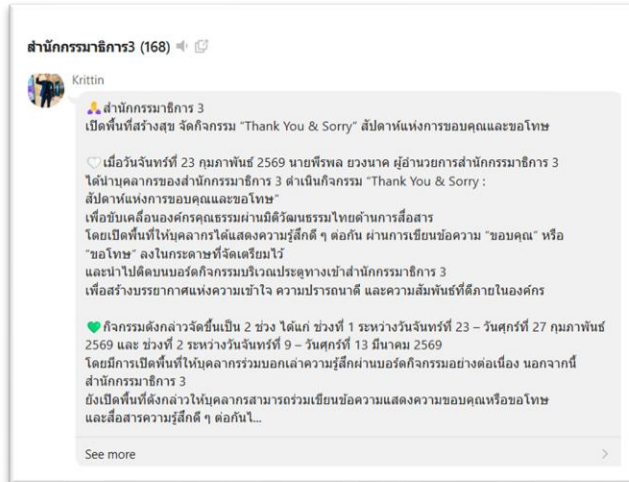 สำนักกรรมาธิการ3 (168)
Krittin
🙏สำนักกรรมาธิการ 3
เปิดพื้นที่สร้างสุข จัดกิจกรรม "Thank You & Sorry" สัปดาห์แห่งการขอบคุณและขอโทษ
🤍เมื่อวันจันทร์ที่ 23 กุมภาพันธ์ 2569 นายพีรพล ยวงนาค ผู้อำนวยการสำนักกรรมาธิการ 3
ได้นำบุคลากรของสำนักกรรมาธิการ 3 ดำเนินกิจกรรม "Thank You & Sorry :
สัปดาห์แห่งการขอบคุณและขอโทษ"
เพื่อขับเคลื่อนองค์กรคุณธรรมผ่านมิติวัฒนธรรมไทยด้านการสื่อสาร
โดยเปิดพื้นที่ให้บุคลากรได้แสดงความรู้สึกดี ๆ ต่อกัน ผ่านการเขียนข้อความ "ขอบคุณ" หรือ
"ขอโทษ" ลงในกระดาษที่จัดเตรียมไว้
และนำไปติดบนบอร์ดกิจกรรมบริเวณประตูทางเข้าสำนักกรรมาธิการ 3
เพื่อสร้างบรรยากาศแห่งความเข้าใจ ความปรารถนาดี และความสัมพันธ์ที่ดีภายในองค์กร
💚กิจกรรมดังกล่าวจัดขึ้นเป็น 2 ช่วง ได้แก่ ช่วงที่ 1 ระหว่างวันจันทร์ที่ 23 – วันศุกร์ที่ 27 กุมภาพันธ์
2569 และ ช่วงที่ 2 ระหว่างวันจันทร์ที่ 9 – วันศุกร์ที่ 13 มีนาคม 2569
โดยมีการเปิดพื้นที่ให้บุคลากรร่วมบอกเล่าความรู้สึกผ่านบอร์ดกิจกรรมอย่างต่อเนื่อง นอกจากนี้
สำนักกรรมาธิการ 3
ยังเปิดพื้นที่ดังกล่าวให้บุคลากรสามารถร่วมเขียนข้อความแสดงความขอบคุณหรือขอโทษ
และสื่อสารความรู้สึกดี ๆ ต่อกันไ...
See more